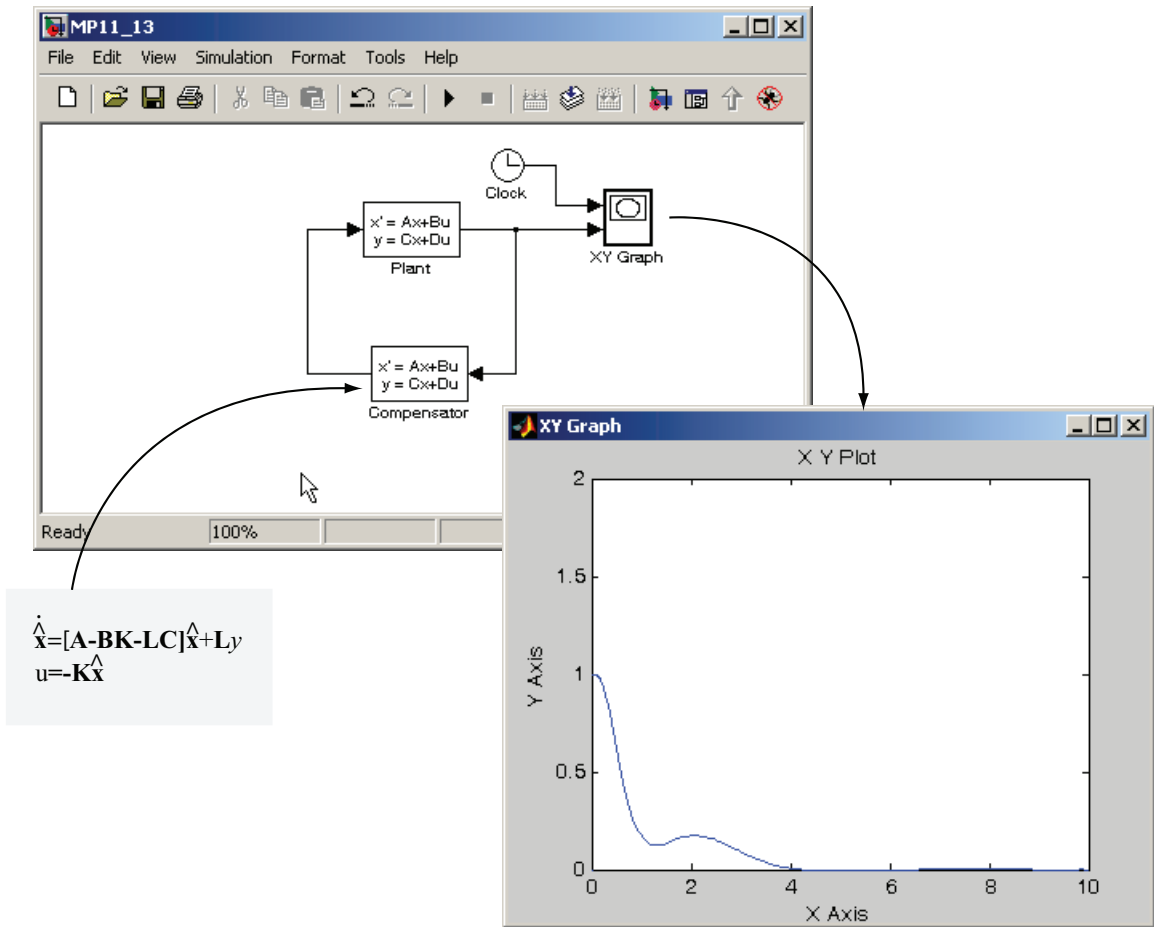 MP11_13
File Edit View Simulation Format Tools Help
Clock
x' = Ax+Bu
y = Cx+Du
Plant
XY Graph
x' = Ax+Bu
y = Cx+Du
Compensator
Ready 100%
x̂̇=[A-BK-LC]x̂+Ly
u=-Kx̂
XY Graph
X Y Plot
2
1.5
1
0.5
0
Y Axis
0 2 4 6 8 10
X Axis